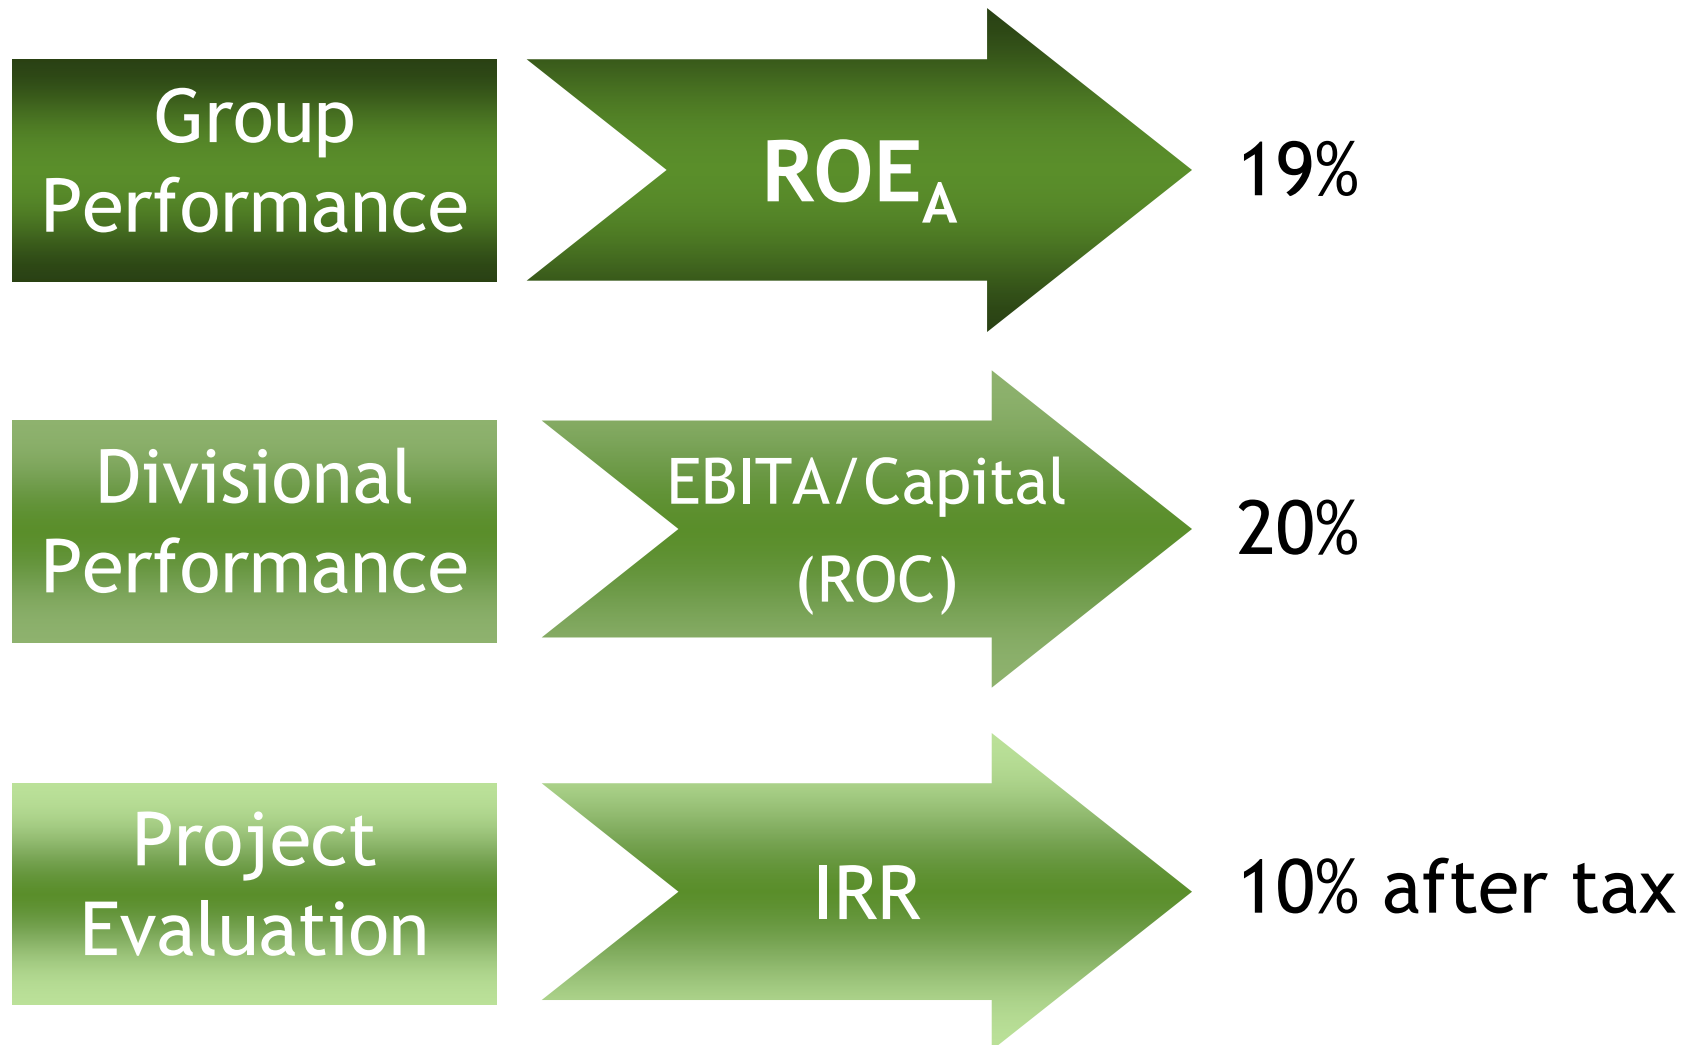 Group
Performance
ROEA
19%
Divisional
Performance
EBITA/Capital
(ROC)
20%
Project
Evaluation
IRR
10% after tax